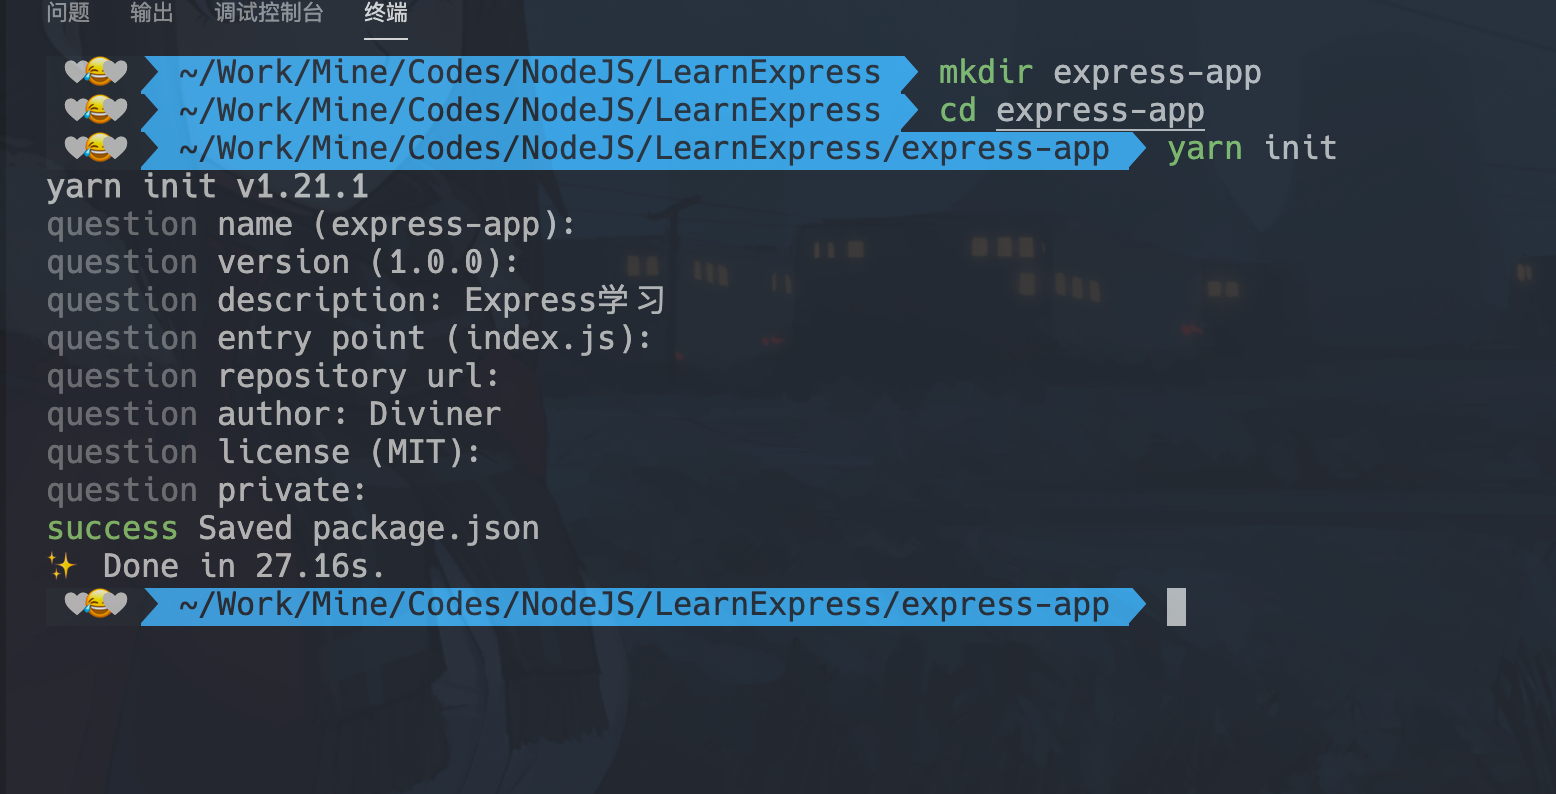 问题 输出 调试控制台 终端
~/Work/Mine/Codes/NodeJS/LearnExpress mkdir express-app
~/Work/Mine/Codes/NodeJS/LearnExpress cd express-app
~/Work/Mine/Codes/NodeJS/LearnExpress/express-app yarn init
yarn init v1.21.1
question name (express-app):
question version (1.0.0):
question description: Express学习
question entry point (index.js):
question repository url:
question author: Diviner
question license (MIT):
question private:
success Saved package.json
✨ Done in 27.16s.
~/Work/Mine/Codes/NodeJS/LearnExpress/express-app